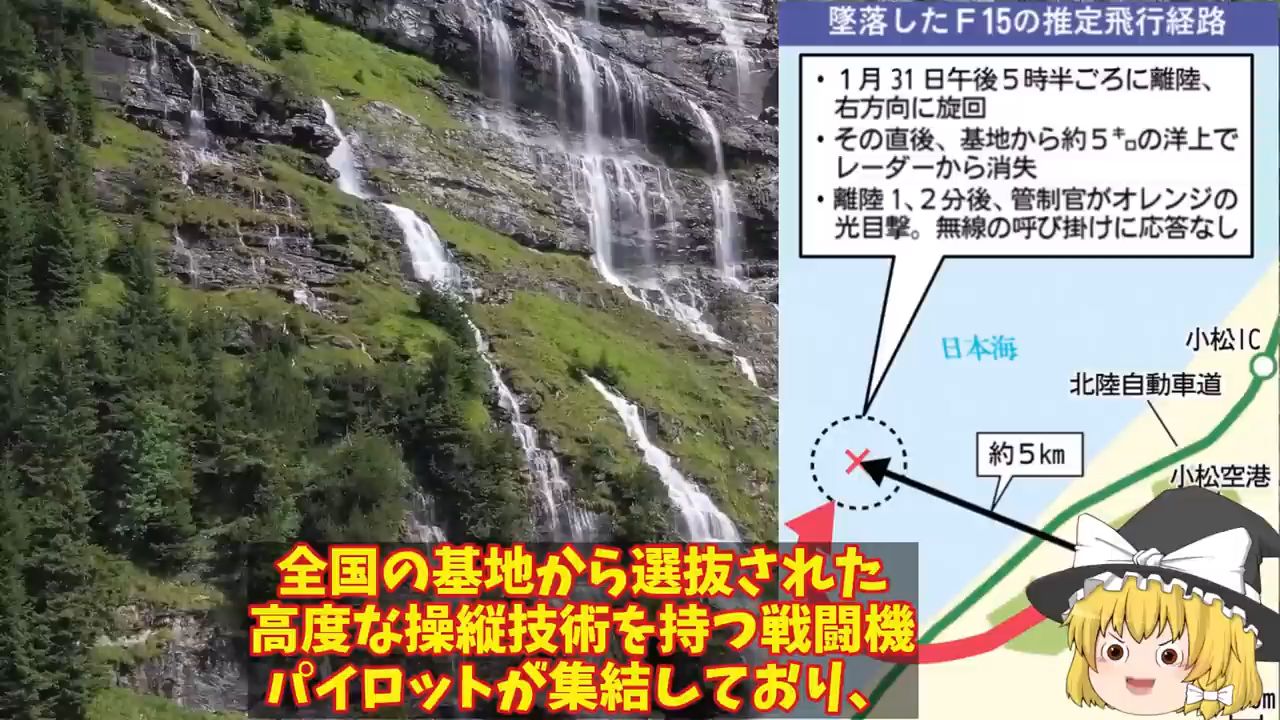 墜落したF15の推定飛行経路
・1月31日午後5時半ごろに離陸、
右方向に旋回
・その直後、基地から約5㌔の洋上で
レーダーから消失
・離陸1、2分後、管制官がオレンジの
光目撃。無線の呼び掛けに応答なし
日本海
小松IC
北陸自動車道
約5km
小松空港
全国の基地から選抜された
高度な操縦技術を持つ戦闘機
パイロットが集結しており、